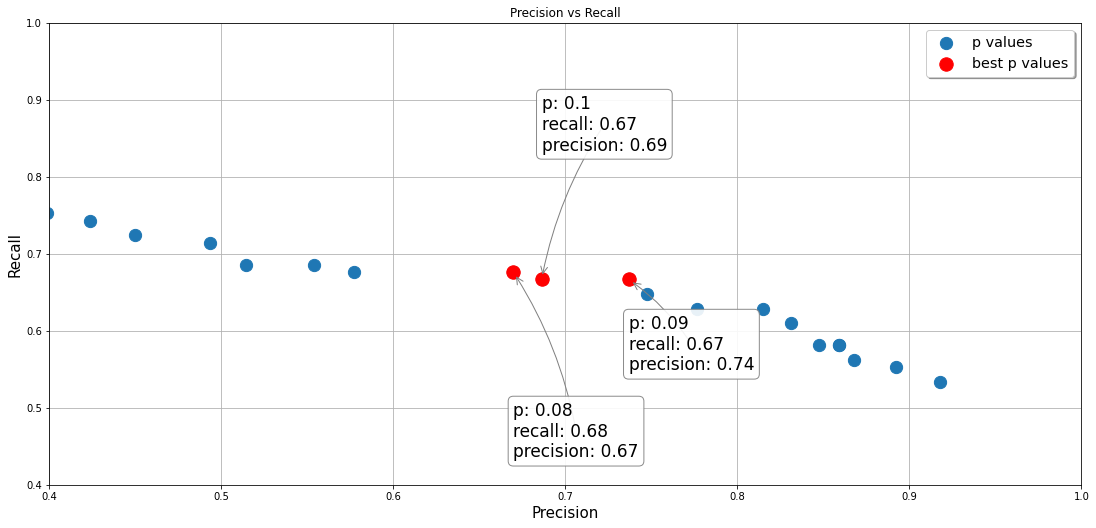 Precision vs Recall
1.0
0.9
0.8
0.7
0.6
0.5
0.4
Recall
p values
best p values
p: 0.1
recall: 0.67
precision: 0.69
p: 0.09
recall: 0.67
precision: 0.74
p: 0.08
recall: 0.68
precision: 0.67
0.4 0.5 0.6 0.7 0.8 0.9 1.0
Precision